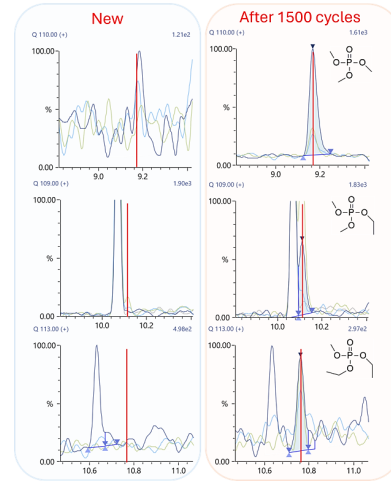 New
After 1500 cycles
Q 110.00 (+) 1.21e2
100.00
%
0.00
9.0 9.2
Q 110.00 (+) 1.61e3
100.00
%
0.00
9.0 9.2
O
O P O
O
Q 109.00 (+) 1.90e3
100.00
%
0.00
10.0 10.2
Q 109.00 (+) 1.83e3
100.00
%
0.00
10.0 10.2
O
O P O
O
Q 113.00 (+) 4.98e2
100.00
%
0.00
10.6 10.8 11.0
Q 113.00 (+) 2.97e2
100.00
%
0.00
10.6 10.8 11.0
O
O P O
O